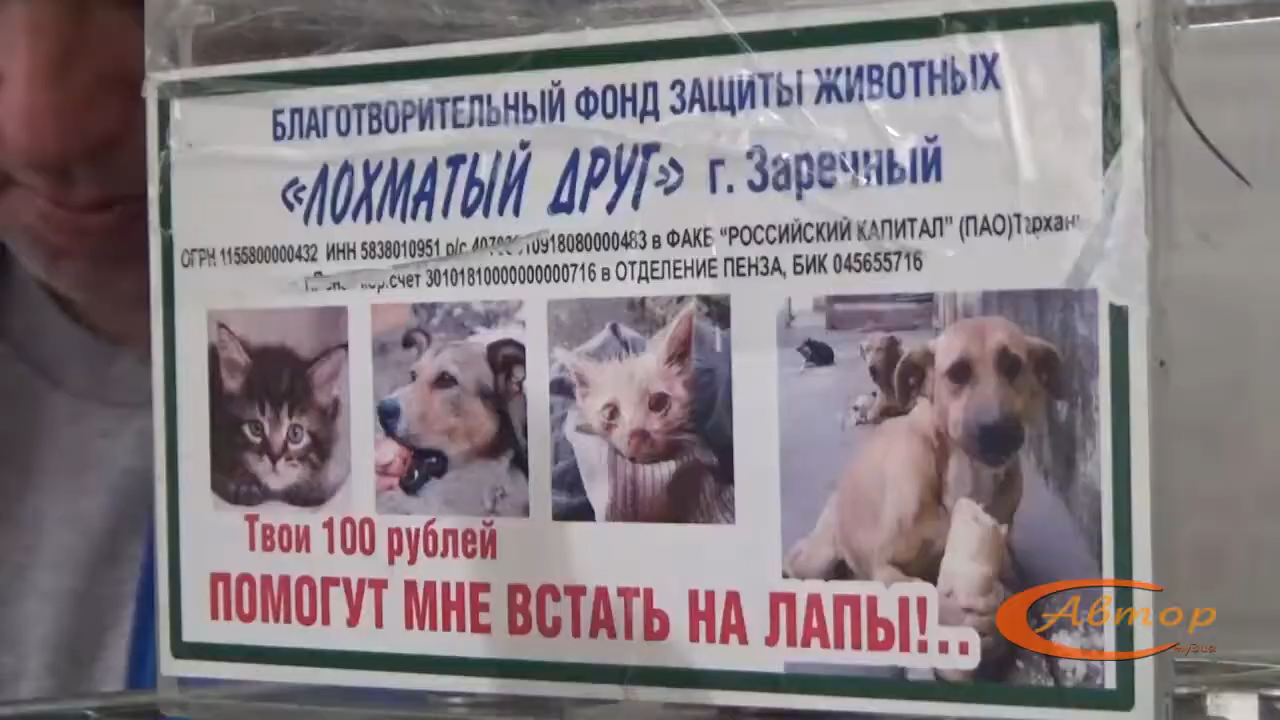 БЛАГОТВОРИТЕЛЬНЫЙ ФОНД ЗАЩИТЫ ЖИВОТНЫХ
«ЛОХМАТЫЙ ДРУГ» г. Заречный
ОГРН 1155800000432 ИНН 5838010951 р/с в ФАКБ "РОССИЙСКИЙ КАПИТАЛ" (ПАО)
счет 30101810000000000716 в ОТДЕЛЕНИЕ ПЕНЗА, БИК 045655716
Твои 100 рублей
ПОМОГУТ МНЕ ВСТАТЬ НА ЛАПЫ!..
Автор